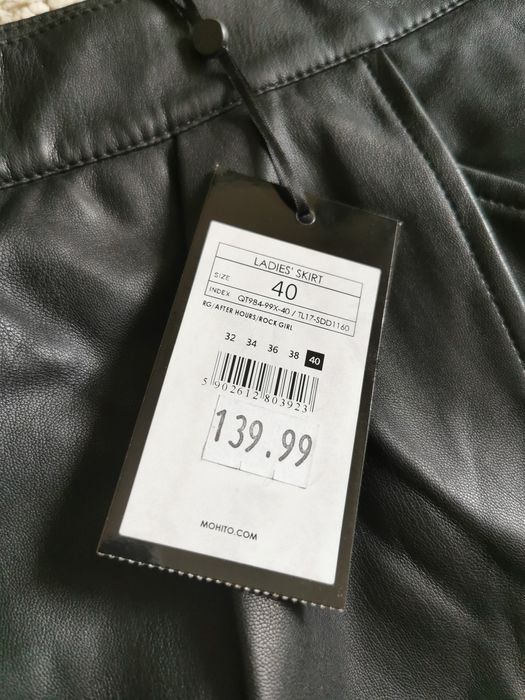 LADIES' SKIRT
SIZE 40
INDEX QT984-99X-40 / TL17-SDD1160
RG/AFTER HOURS/ROCK GIRL
32 34 36 38 40
5 902612 803923
139.99
MOHITO.COM